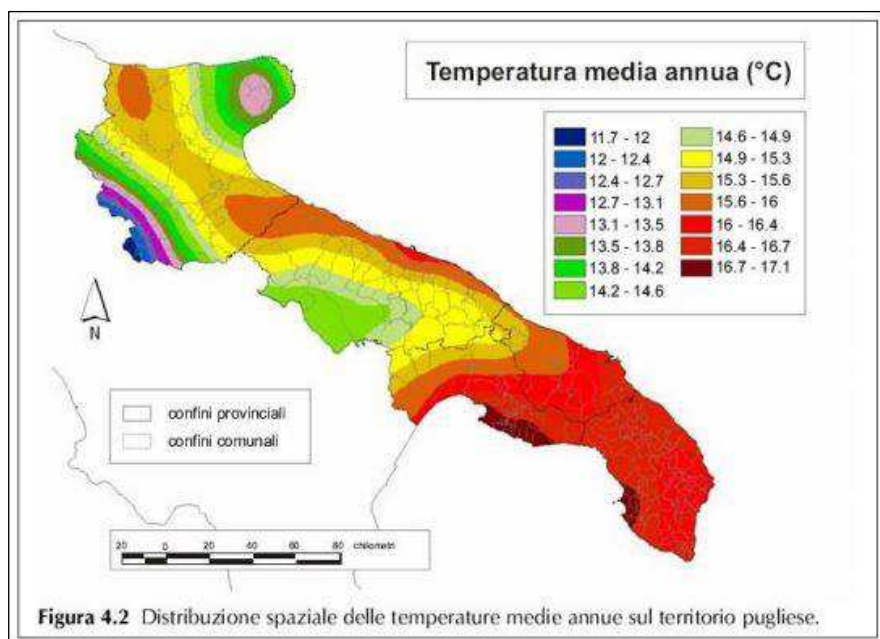 Temperatura media annua (°C)
11.7 - 12
12 - 12.4
12.4 - 12.7
12.7 - 13.1
13.1 - 13.5
13.5 - 13.8
13.8 - 14.2
14.2 - 14.6
14.6 - 14.9
14.9 - 15.3
15.3 - 15.6
15.6 - 16
16 - 16.4
16.4 - 16.7
16.7 - 17.1
N
confini provinciali
confini comunali
20 0 20 40 60 80 chilometri
Figura 4.2 Distribuzione spaziale delle temperature medie annue sul territorio pugliese.